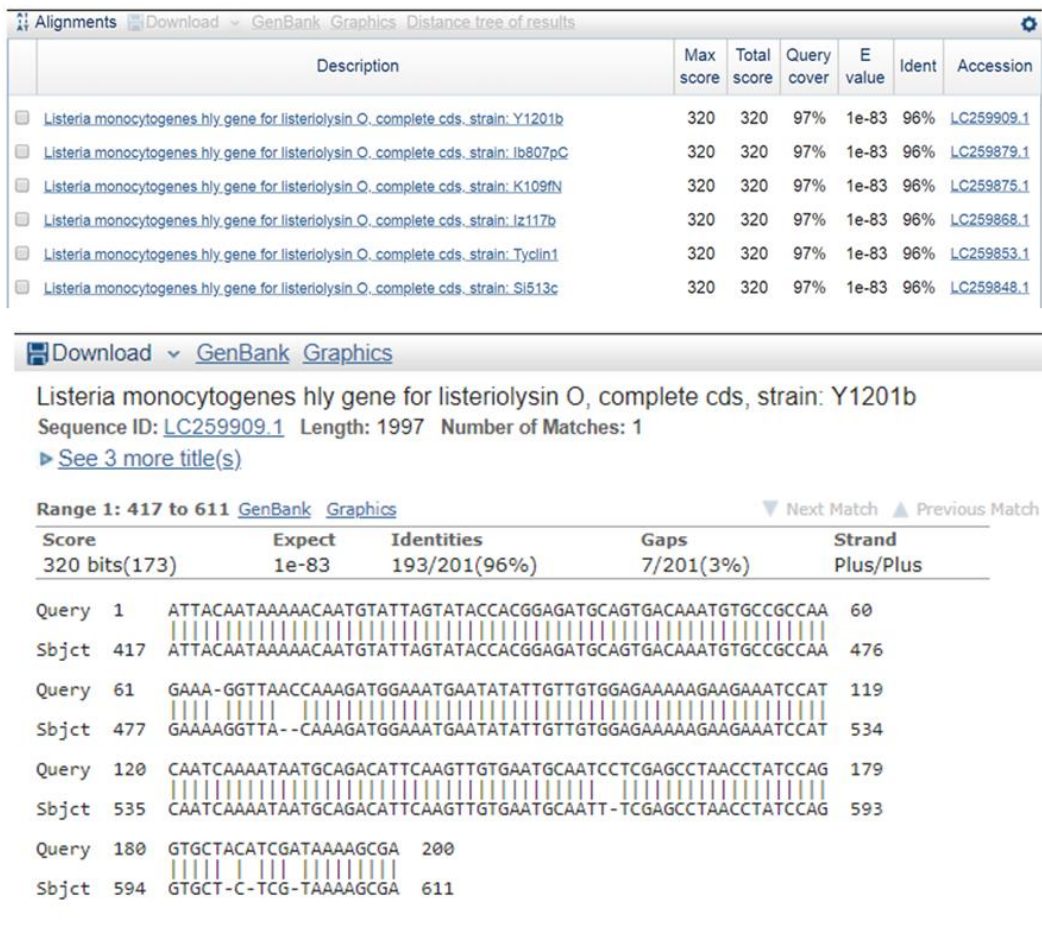 Alignments Download GenBank Graphics Distance tree of results
Description Max score Total score Query cover E value Ident Accession
Listeria monocytogenes hly gene for listeriolysin O, complete cds, strain: Y1201b 320 320 97% 1e-83 96% LC259909.1
Listeria monocytogenes hly gene for listeriolysin O, complete cds, strain: Ib807pC 320 320 97% 1e-83 96% LC259879.1
Listeria monocytogenes hly gene for listeriolysin O, complete cds, strain: K109fN 320 320 97% 1e-83 96% LC259875.1
Listeria monocytogenes hly gene for listeriolysin O, complete cds, strain: Iz117b 320 320 97% 1e-83 96% LC259868.1
Listeria monocytogenes hly gene for listeriolysin O, complete cds, strain: Tyclin1 320 320 97% 1e-83 96% LC259853.1
Listeria monocytogenes hly gene for listeriolysin O, complete cds, strain: Si513c 320 320 97% 1e-83 96% LC259848.1
Download GenBank Graphics
Listeria monocytogenes hly gene for listeriolysin O, complete cds, strain: Y1201b
Sequence ID: LC259909.1 Length: 1997 Number of Matches: 1
See 3 more title(s)
Range 1: 417 to 611 GenBank Graphics Next Match Previous Match
Score Expect Identities Gaps Strand
320 bits(173) 1e-83 193/201(96%) 7/201(3%) Plus/Plus
Query 1 ATTACAATAAAAACAATGTATTAGTATACCACGGAGATGCAGTGACAAATGTGCCGCCAA 60
Sbjct 417 ATTACAATAAAAACAATGTATTAGTATACCACGGAGATGCAGTGACAAATGTGCCGCCAA 476
Query 61 GAAA-GGTTAACCAAAGATGGAAATGAATATATTGTTGTGGAGAAAAAGAAGAAATCCAT 119
Sbjct 477 GAAAAGGTTA--CAAAGATGGAAATGAATATATTGTTGTGGAGAAAAAGAAGAAATCCAT 534
Query 120 CAATCAAAATAATGCAGACATTCAAGTTGTGAATGCAATCCTCGAGCCTAACCTATCCAG 179
Sbjct 535 CAATCAAAATAATGCAGACATTCAAGTTGTGAATGCAATT-TCGAGCCTAACCTATCCAG 593
Query 180 GTGCTACATCGATAAAAGCGA 200
Sbjct 594 GTGCT-C-TCG-TAAAAGCGA 611